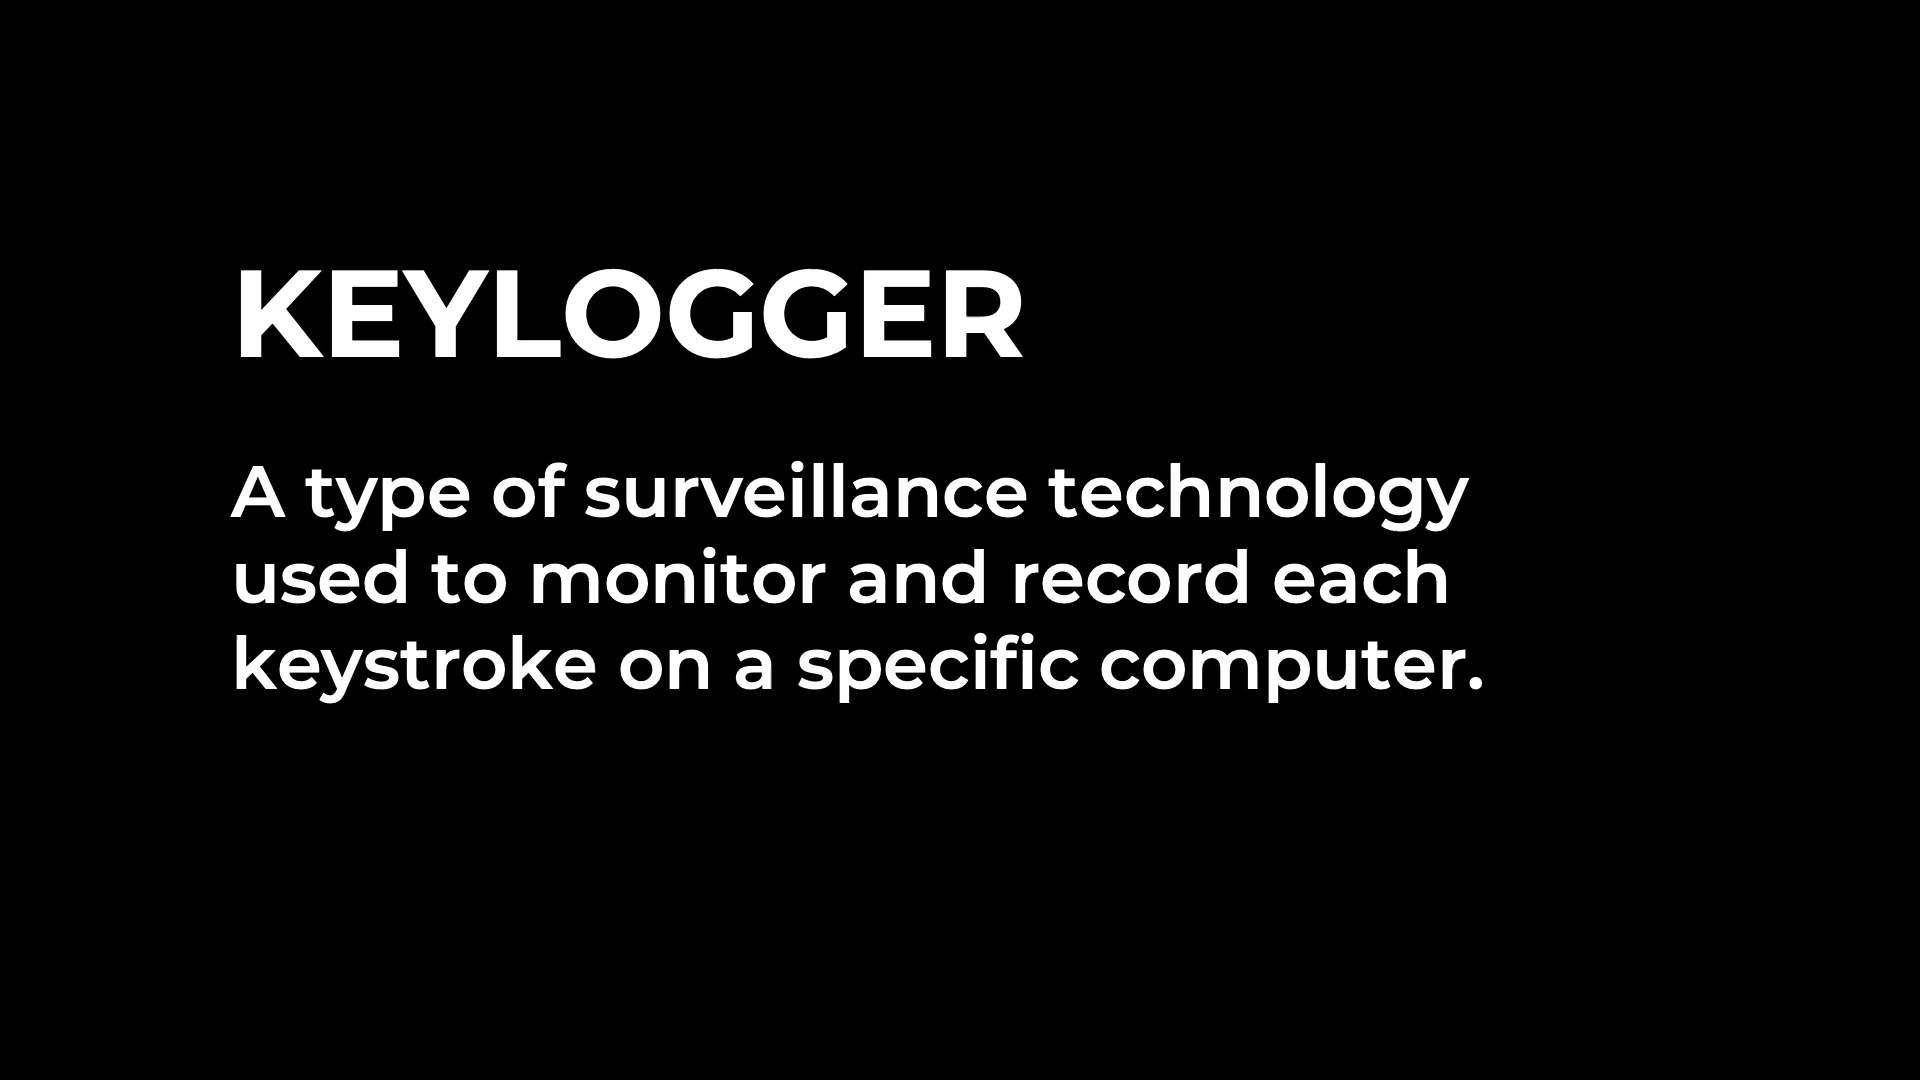 KEYLOGGER
A type of surveillance technology
used to monitor and record each
keystroke on a specific computer.